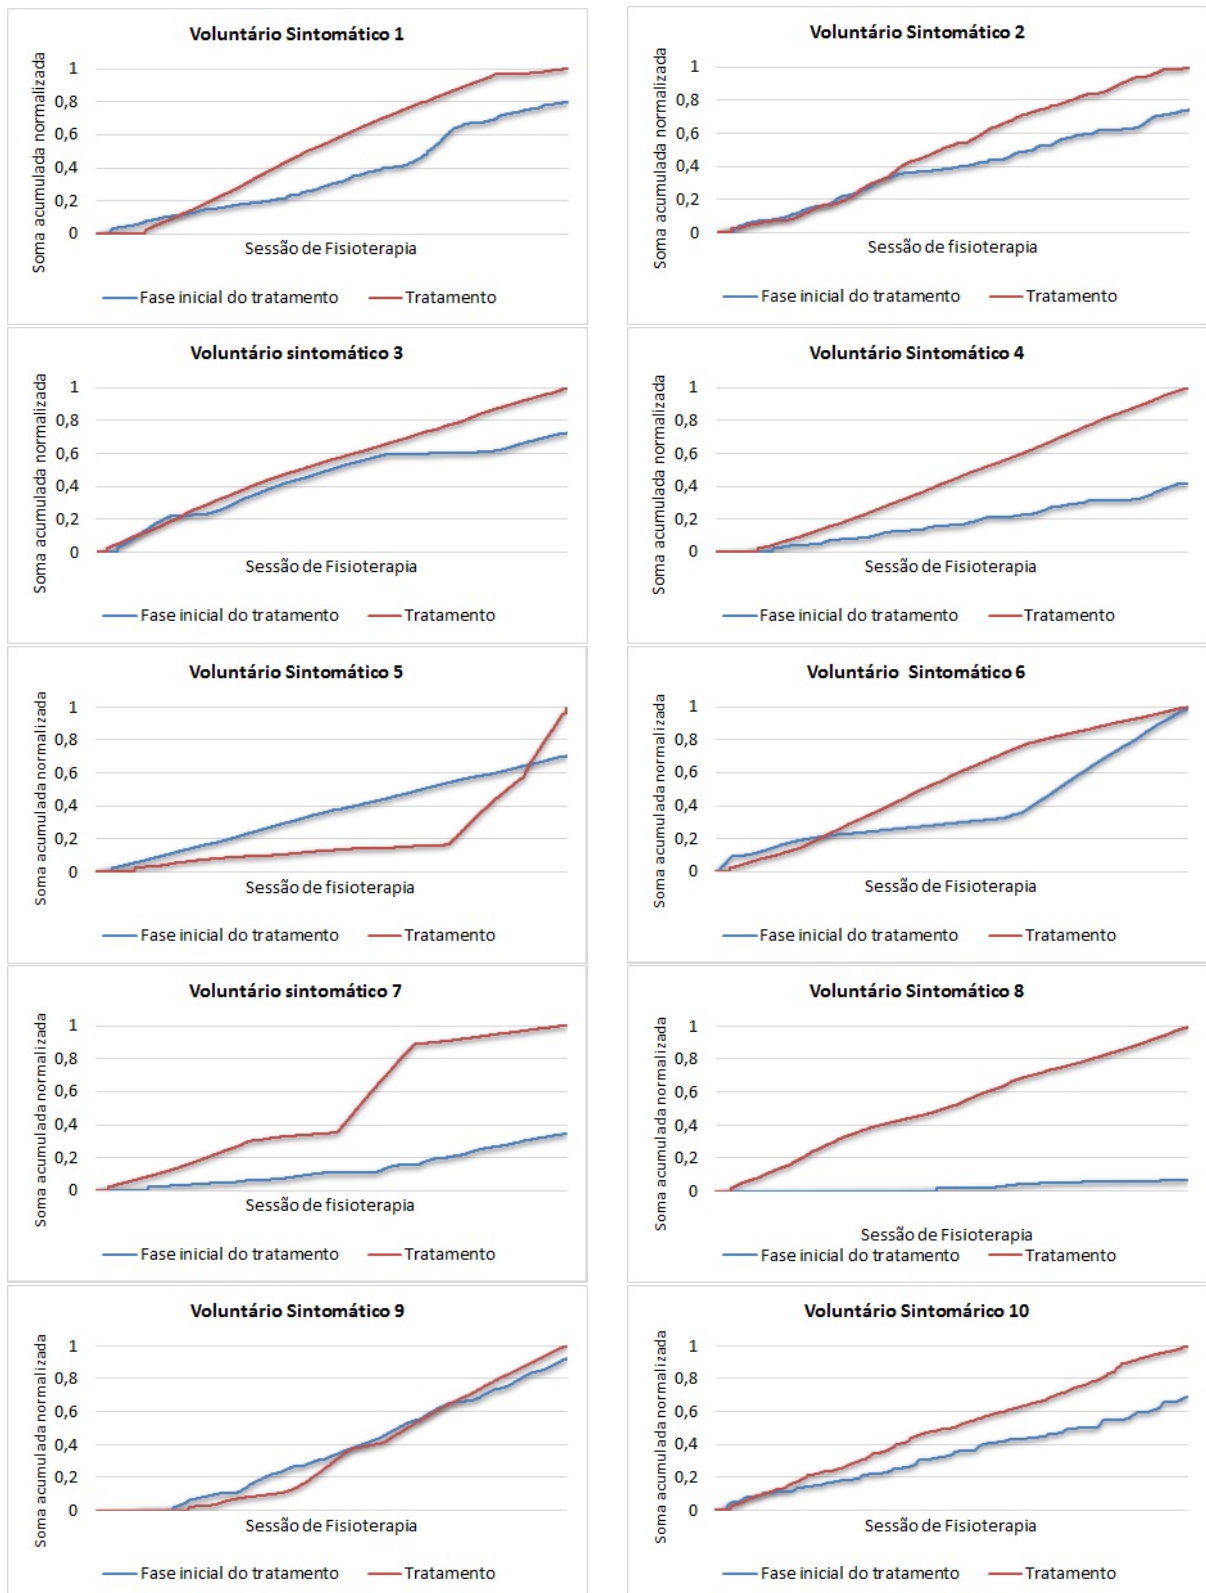 Voluntário Sintomático 1
Soma acumulada normalizada
1
0,8
0,6
0,4
0,2
0
Sessão de Fisioterapia
Fase inicial do tratamento Tratamento
Voluntário Sintomático 2
Soma acumulada normalizada
1
0,8
0,6
0,4
0,2
0
Sessão de Fisioterapia
Fase inicial do tratamento Tratamento
Voluntário sintomático 3
Soma acumulada normalizada
1
0,8
0,6
0,4
0,2
0
Sessão de Fisioterapia
Fase inicial do tratamento Tratamento
Voluntário Sintomático 4
Soma acumulada normalizada
1
0,8
0,6
0,4
0,2
0
Sessão de Fisioterapia
Fase inicial do tratamento Tratamento
Voluntário Sintomático 5
Soma acumulada normalizada
1
0,8
0,6
0,4
0,2
0
Sessão de fisioterapia
Fase inicial do tratamento Tratamento
Voluntário Sintomático 6
Soma acumulada normalizada
1
0,8
0,6
0,4
0,2
0
Sessão de Fisioterapia
Fase inicial do tratamento Tratamento
Voluntário sintomático 7
Soma acumulada normalizada
1
0,8
0,6
0,4
0,2
0
Sessão de fisioterapia
Fase inicial do tratamento Tratamento
Voluntário Sintomático 8
Soma acumulada normalizada
1
0,8
0,6
0,4
0,2
0
Sessão de Fisioterapia
Fase inicial do tratamento Tratamento
Voluntário Sintomático 9
Soma acumulada normalizada
1
0,8
0,6
0,4
0,2
0
Sessão de Fisioterapia
Fase inicial do tratamento Tratamento
Voluntário Sintomárico 10
Soma acumulada normalizada
1
0,8
0,6
0,4
0,2
0
Sessão de Fisioterapia
Fase inicial do tratamento Tratamento